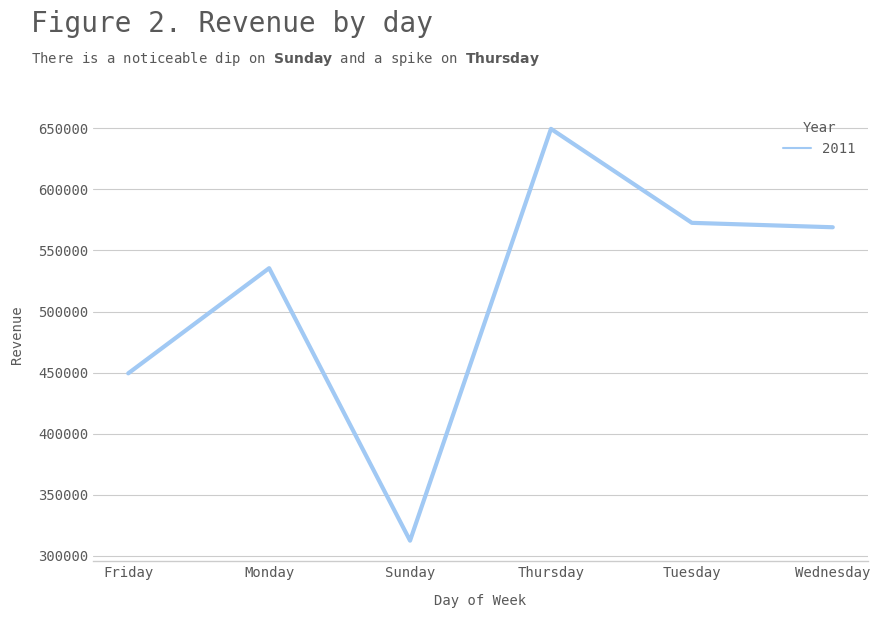 Figure 2. Revenue by day
There is a noticeable dip on Sunday and a spike on Thursday
Year
2011
650000
600000
550000
500000
450000
400000
350000
300000
Revenue
Friday Monday Sunday Thursday Tuesday Wednesday
Day of Week